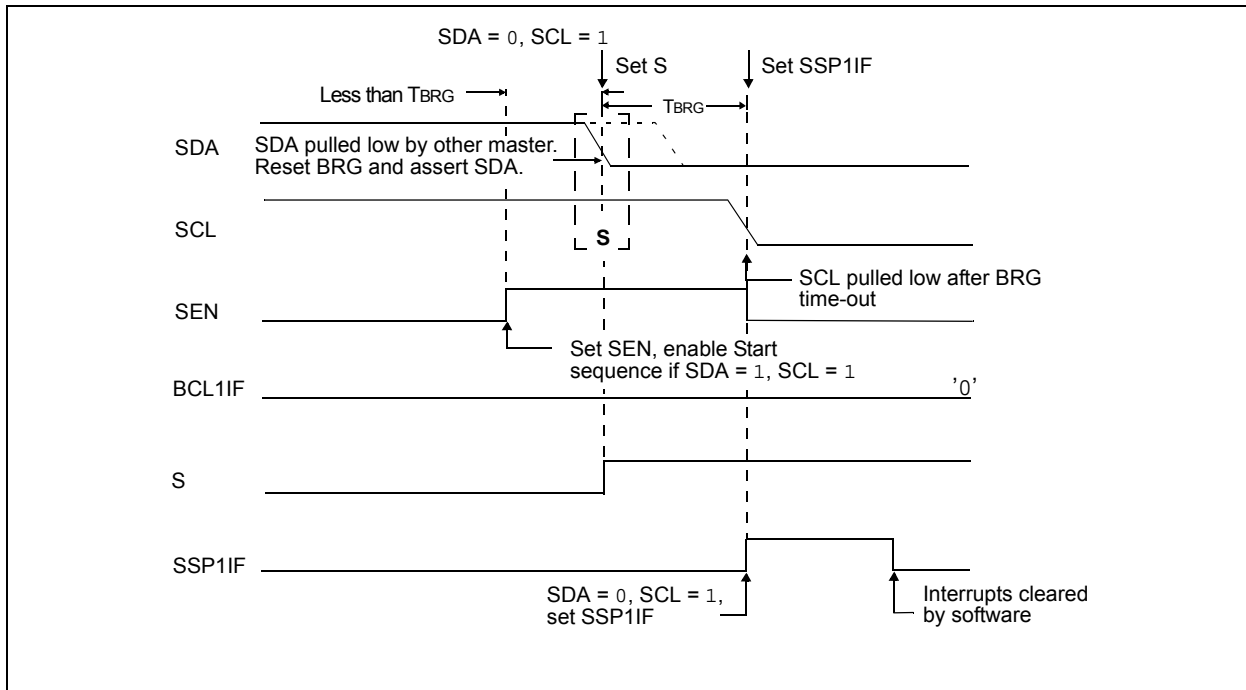 SDA = 0, SCL = 1
Set S
Set SSP1IF
Less than TBRG
TBRG
SDA
SDA pulled low by other master.
Reset BRG and assert SDA.
SCL
S
SCL pulled low after BRG
time-out
SEN
Set SEN, enable Start
sequence if SDA = 1, SCL = 1
BCL1IF
'0'
S
SSP1IF
SDA = 0, SCL = 1,
set SSP1IF
Interrupts cleared
by software